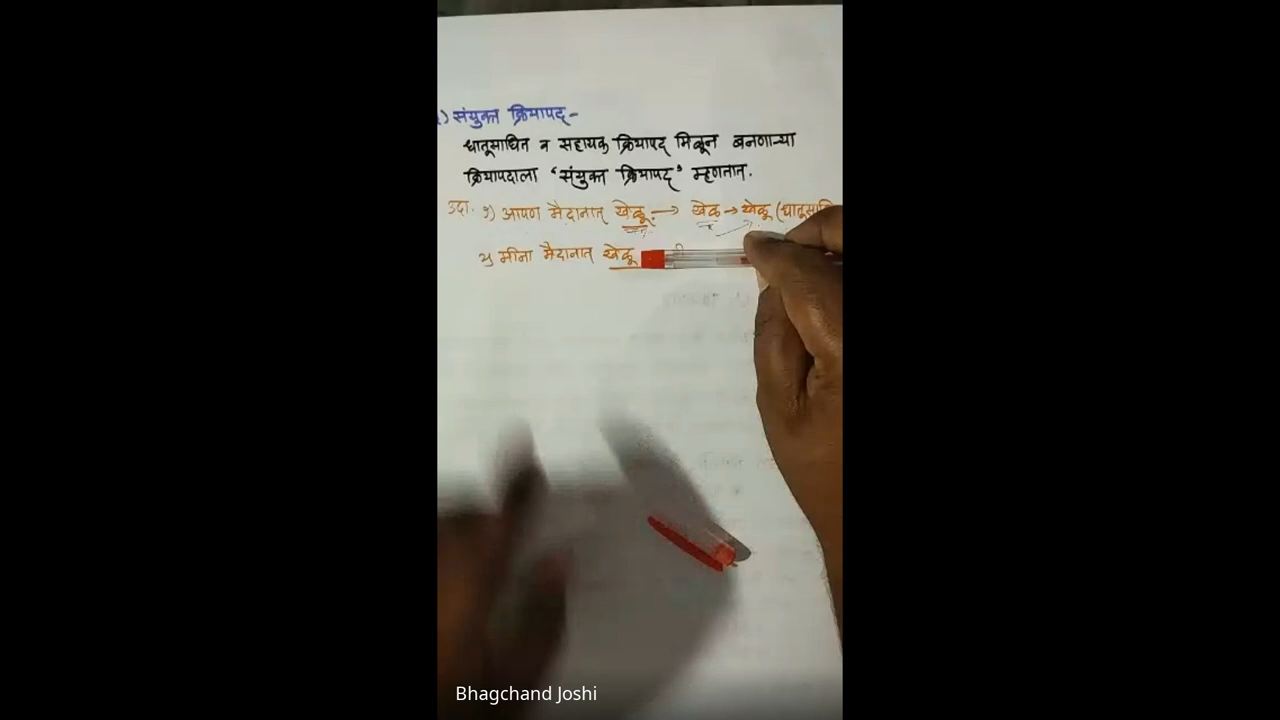 संयुक्त क्रियापद -
धातूसाधित व सहायक क्रियापद मिळून बनणाऱ्या
क्रियापदाला 'संयुक्त क्रियापद' म्हणतात.
उदा. १) आपण मैदानात खेळू. → खेळ → खेळू (धातूसाधि
२) मीना मैदानात खेळू
Bhagchand Joshi